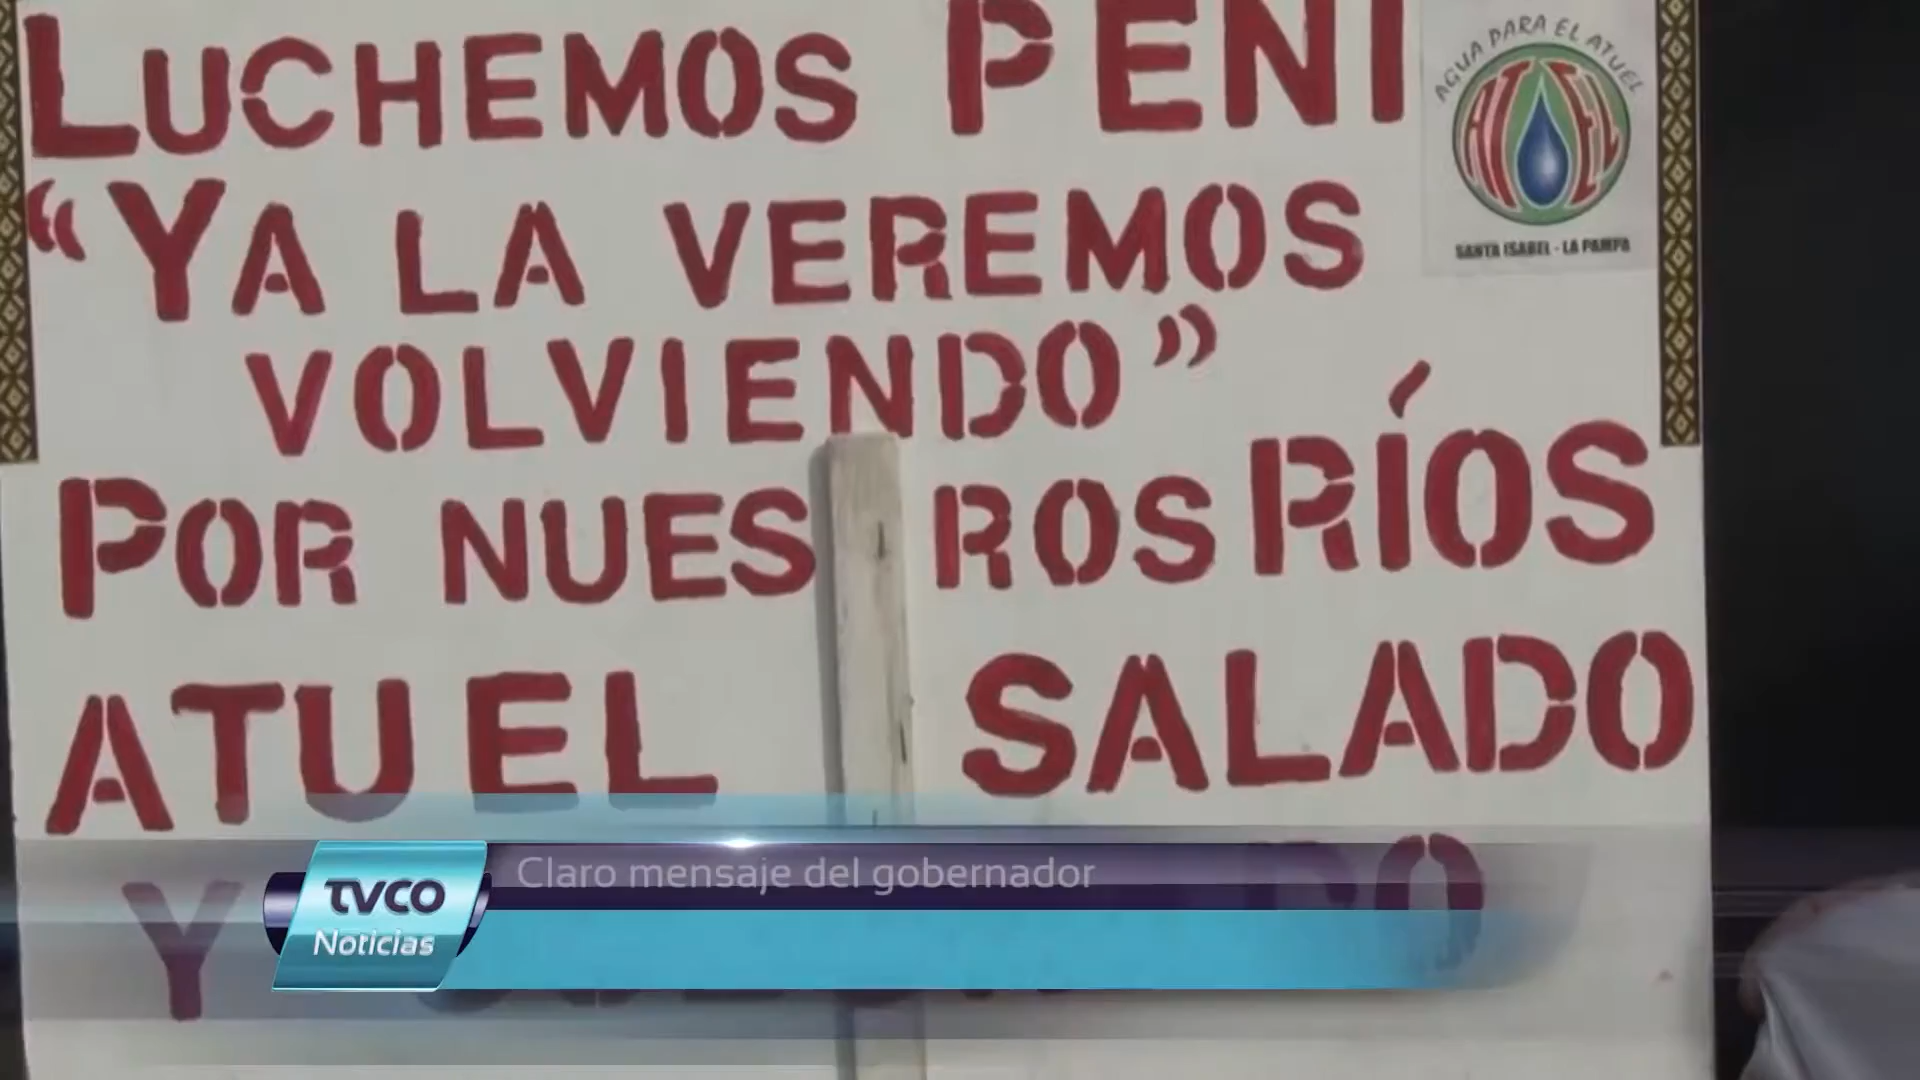 LUCHEMOS PENI
AGUA PARA EL ATUEL
ATUEL
SANTA ISABEL - LA PAMPA
“YA LA VEREMOS
VOLVIENDO”
POR NUES ROS RÍOS
ATUEL SALADO
Y
Claro mensaje del gobernador
TVCO
Noticias